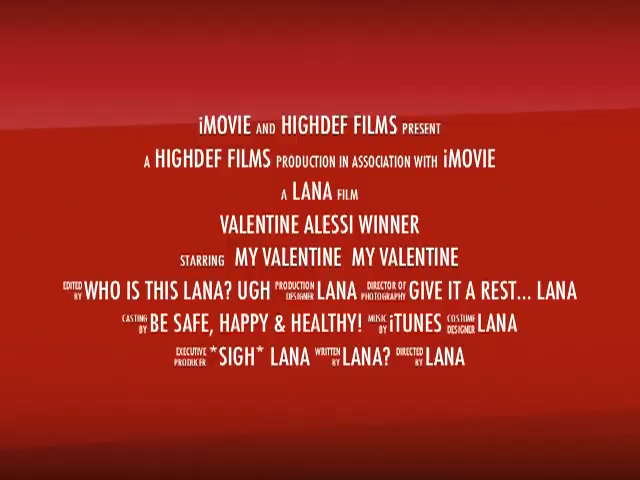 iMOVIE AND HIGHDEF FILMS PRESENT
A HIGHDEF FILMS PRODUCTION IN ASSOCIATION WITH iMOVIE
A LANA FILM
VALENTINE ALESSI WINNER
STARRING MY VALENTINE MY VALENTINE
EDITED BY WHO IS THIS LANA? UGH PRODUCTION DESIGNER LANA DIRECTOR OF PHOTOGRAPHY GIVE IT A REST... LANA
CASTING BY BE SAFE, HAPPY & HEALTHY! MUSIC BY iTUNES COSTUME DESIGNER LANA
EXECUTIVE PRODUCER *SIGH* LANA WRITTEN BY LANA? DIRECTED BY LANA